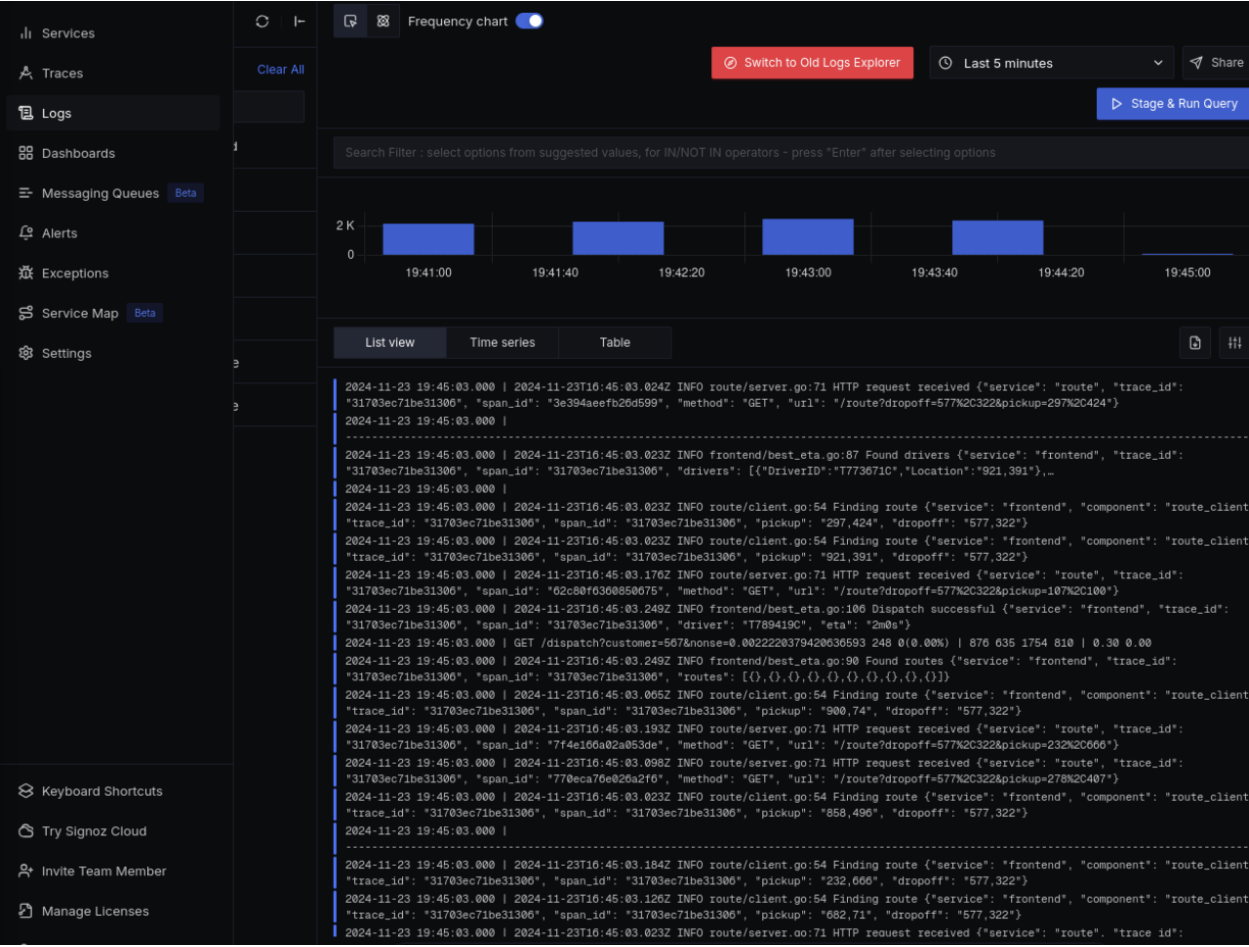 Services
Traces
Logs
Dashboards
Messaging Queues Beta
Alerts
Exceptions
Service Map Beta
Settings
Keyboard Shortcuts
Try Signoz Cloud
Invite Team Member
Manage Licenses
Clear All
d
e
e
Frequency chart
Switch to Old Logs Explorer
Last 5 minutes
Share
Stage & Run Query
Search Filter : select options from suggested values, for IN/NOT IN operators - press "Enter" after selecting options
2 K
0
19:41:00 19:41:40 19:42:20 19:43:00 19:43:40 19:44:20 19:45:00
List view Time series Table
2024-11-23 19:45:03.000 | 2024-11-23T16:45:03.024Z INFO route/server.go:71 HTTP request received {"service": "route", "trace_id":
"31703ec71be31306", "span_id": "3e394aeefb26d599", "method": "GET", "url": "/route?dropoff=577%2C322&pickup=297%2C424"}
2024-11-23 19:45:03.000 |
--------------------------------------------------------------------------------------------------------------------------------------
2024-11-23 19:45:03.000 | 2024-11-23T16:45:03.023Z INFO frontend/best_eta.go:87 Found drivers {"service": "frontend", "trace_id":
"31703ec71be31306", "span_id": "31703ec71be31306", "drivers": [{"DriverID":"T773671C","Location":"921,391"},…
2024-11-23 19:45:03.000 |
2024-11-23 19:45:03.000 | 2024-11-23T16:45:03.023Z INFO route/client.go:54 Finding route {"service": "frontend", "component": "route_client
"trace_id": "31703ec71be31306", "span_id": "31703ec71be31306", "pickup": "297,424", "dropoff": "577,322"}
2024-11-23 19:45:03.000 | 2024-11-23T16:45:03.023Z INFO route/client.go:54 Finding route {"service": "frontend", "component": "route_client
"trace_id": "31703ec71be31306", "span_id": "31703ec71be31306", "pickup": "921,391", "dropoff": "577,322"}
2024-11-23 19:45:03.000 | 2024-11-23T16:45:03.176Z INFO route/server.go:71 HTTP request received {"service": "route", "trace_id":
"31703ec71be31306", "span_id": "62c80f6360850675", "method": "GET", "url": "/route?dropoff=577%2C322&pickup=107%2C100"}
2024-11-23 19:45:03.000 | 2024-11-23T16:45:03.249Z INFO frontend/best_eta.go:106 Dispatch successful {"service": "frontend", "trace_id":
"31703ec71be31306", "span_id": "31703ec71be31306", "driver": "T789419C", "eta": "2m0s"}
2024-11-23 19:45:03.000 | GET /dispatch?customer=567&nonse=0.0022220379420636593 248 0(0.00%) | 876 635 1754 810 | 0.30 0.00
2024-11-23 19:45:03.000 | 2024-11-23T16:45:03.249Z INFO frontend/best_eta.go:90 Found routes {"service": "frontend", "trace_id":
"31703ec71be31306", "span_id": "31703ec71be31306", "routes": [{},{},{},{},{},{},{},{},{},{}]}
2024-11-23 19:45:03.000 | 2024-11-23T16:45:03.065Z INFO route/client.go:54 Finding route {"service": "frontend", "component": "route_client
"trace_id": "31703ec71be31306", "span_id": "31703ec71be31306", "pickup": "900,74", "dropoff": "577,322"}
2024-11-23 19:45:03.000 | 2024-11-23T16:45:03.193Z INFO route/server.go:71 HTTP request received {"service": "route", "trace_id":
"31703ec71be31306", "span_id": "7f4e166a02a053de", "method": "GET", "url": "/route?dropoff=577%2C322&pickup=232%2C666"}
2024-11-23 19:45:03.000 | 2024-11-23T16:45:03.098Z INFO route/server.go:71 HTTP request received {"service": "route", "trace_id":
"31703ec71be31306", "span_id": "770eca76e026a2f6", "method": "GET", "url": "/route?dropoff=577%2C322&pickup=278%2C407"}
2024-11-23 19:45:03.000 | 2024-11-23T16:45:03.023Z INFO route/client.go:54 Finding route {"service": "frontend", "component": "route_client
"trace_id": "31703ec71be31306", "span_id": "31703ec71be31306", "pickup": "858,496", "dropoff": "577,322"}
2024-11-23 19:45:03.000 |
--------------------------------------------------------------------------------------------------------------------------------------
2024-11-23 19:45:03.000 | 2024-11-23T16:45:03.184Z INFO route/client.go:54 Finding route {"service": "frontend", "component": "route_client
"trace_id": "31703ec71be31306", "span_id": "31703ec71be31306", "pickup": "232,666", "dropoff": "577,322"}
2024-11-23 19:45:03.000 | 2024-11-23T16:45:03.126Z INFO route/client.go:54 Finding route {"service": "frontend", "component": "route_client
"trace_id": "31703ec71be31306", "span_id": "31703ec71be31306", "pickup": "682,71", "dropoff": "577,322"}
2024-11-23 19:45:03.000 | 2024-11-23T16:45:03.023Z INFO route/server.go:71 HTTP request received {"service": "route", "trace_id":